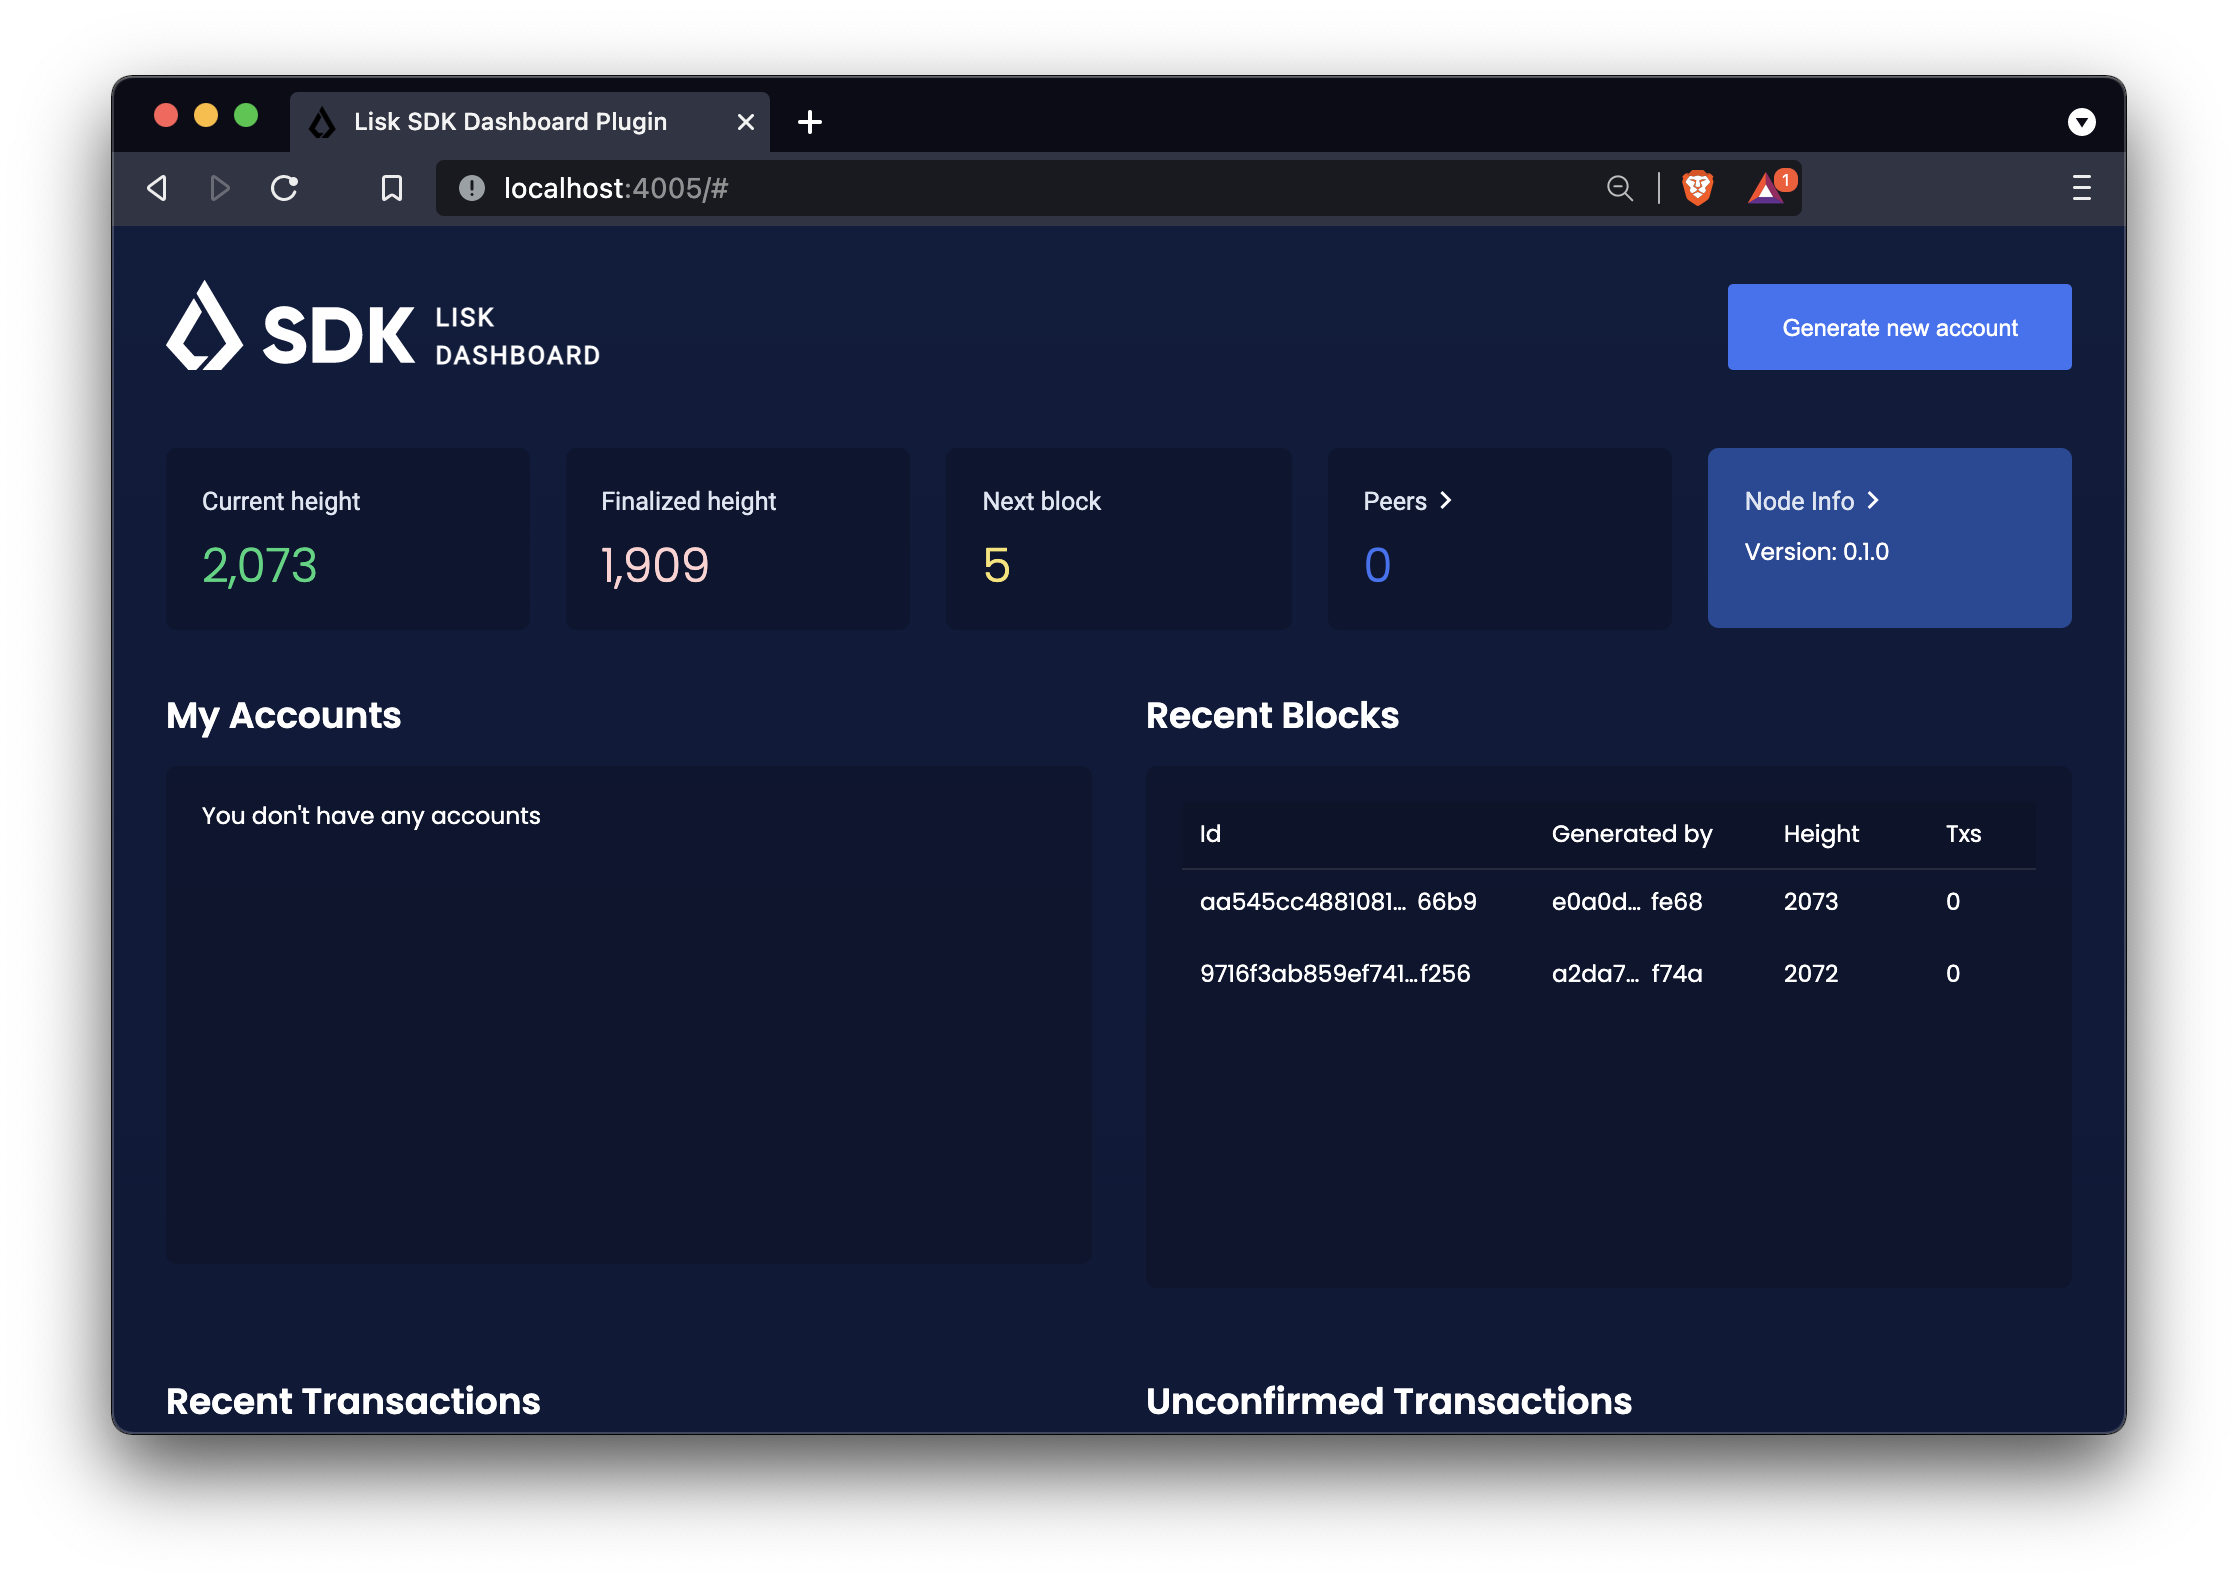 Lisk SDK Dashboard Plugin
localhost:4005/#
1
SDK LISK
DASHBOARD
Generate new account
Current height
2,073
Finalized height
1,909
Next block
5
Peers
0
Node Info
Version: 0.1.0
My Accounts
You don't have any accounts
Recent Blocks
Id Generated by Height Txs
aa545cc4881081... 66b9 e0a0d... fe68 2073 0
9716f3ab859ef741...f256 a2da7... f74a 2072 0
Recent Transactions
Unconfirmed Transactions